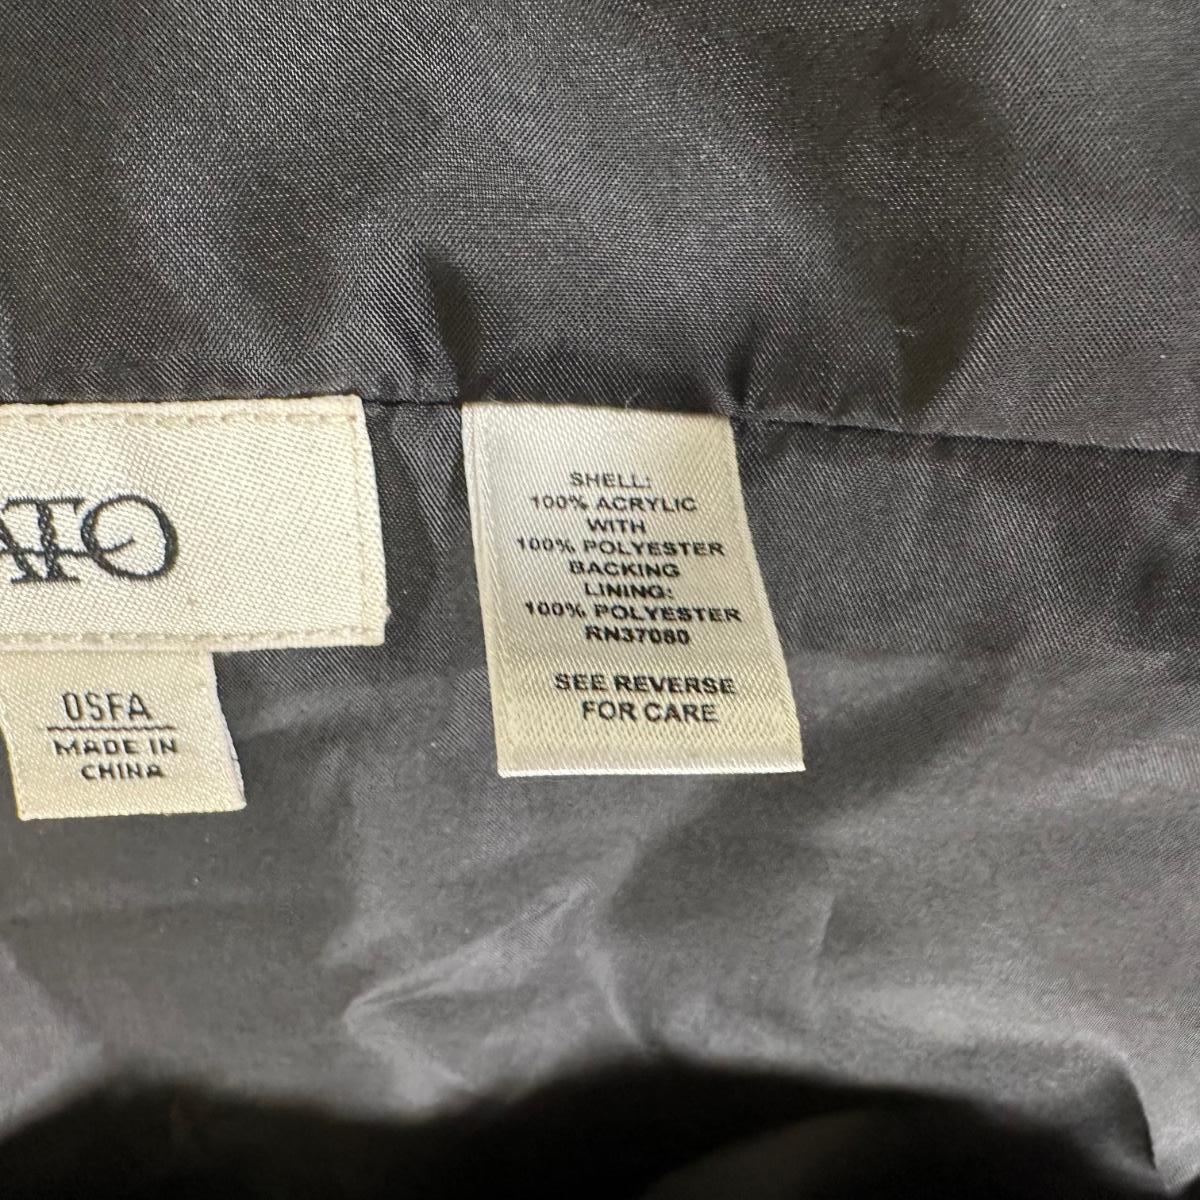 ATO
OSFA
MADE IN
CHINA
SHELL:
100% ACRYLIC
WITH
100% POLYESTER
BACKING
LINING:
100% POLYESTER
RN37080
SEE REVERSE
FOR CARE